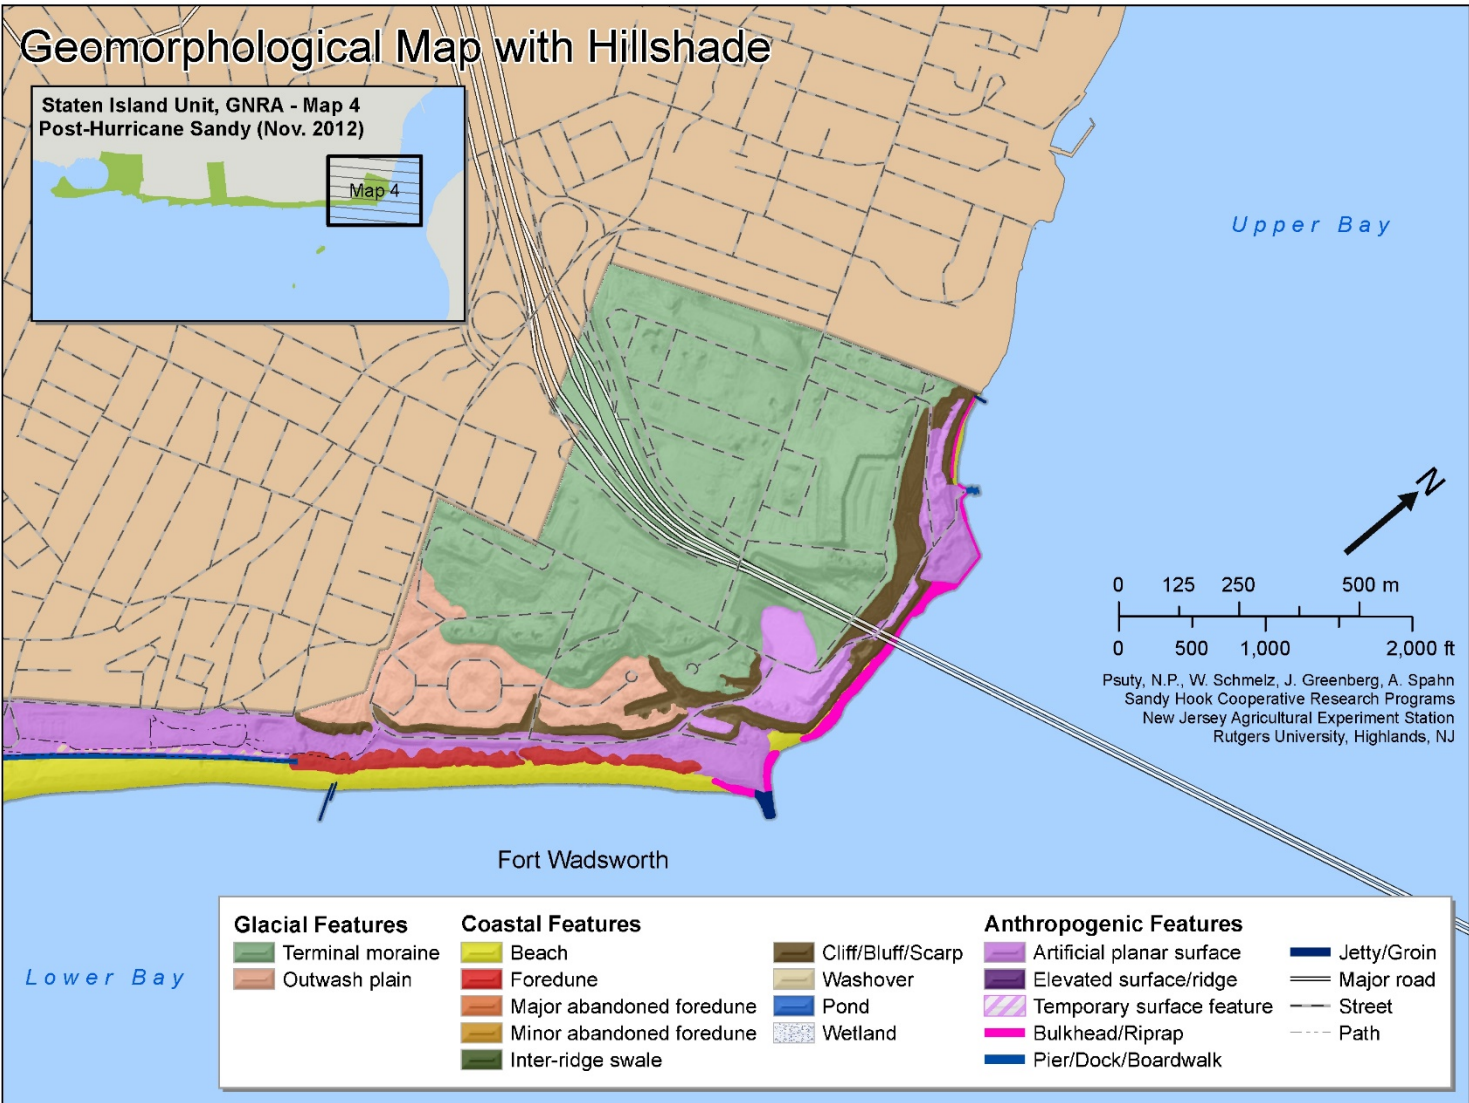 Geomorphological Map with Hillshade
Staten Island Unit, GNRA - Map 4
Post-Hurricane Sandy (Nov. 2012)
Map 4
Upper Bay
N
0 125 250 500 m
0 500 1,000 2,000 ft
Psuty, N.P., W. Schmelz, J. Greenberg, A. Spahn
Sandy Hook Cooperative Research Programs
New Jersey Agricultural Experiment Station
Rutgers University, Highlands, NJ
Fort Wadsworth
Lower Bay
Glacial Features
Terminal moraine
Outwash plain
Coastal Features
Beach
Foredune
Major abandoned foredune
Minor abandoned foredune
Inter-ridge swale
Cliff/Bluff/Scarp
Washover
Pond
Wetland
Anthropogenic Features
Artificial planar surface
Elevated surface/ridge
Temporary surface feature
Bulkhead/Riprap
Pier/Dock/Boardwalk
Jetty/Groin
Major road
Street
Path